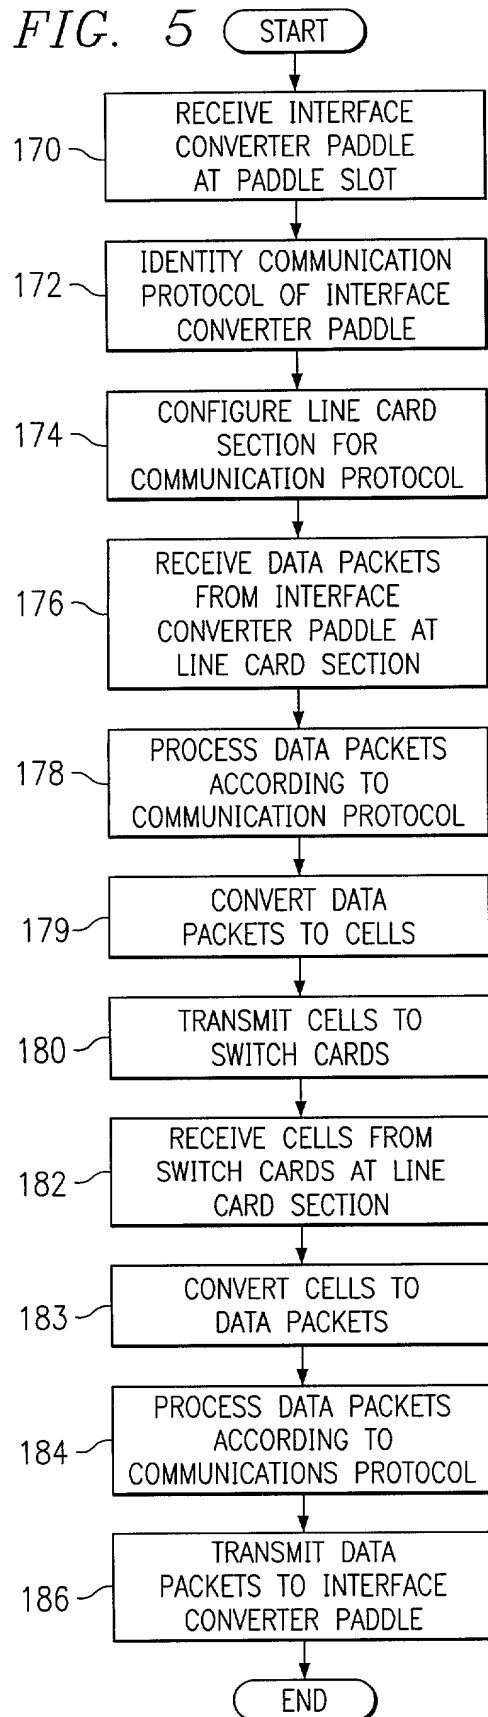 FIG. 5
START
170
RECEIVE INTERFACE
CONVERTER PADDLE
AT PADDLE SLOT
172
IDENTITY COMMUNICATION
PROTOCOL OF INTERFACE
CONVERTER PADDLE
174
CONFIGURE LINE CARD
SECTION FOR
COMMUNICATION PROTOCOL
176
RECEIVE DATA PACKETS
FROM INTERFACE
CONVERTER PADDLE AT
LINE CARD SECTION
178
PROCESS DATA PACKETS
ACCORDING TO
COMMUNICATION PROTOCOL
179
CONVERT DATA
PACKETS TO CELLS
180
TRANSMIT CELLS TO
SWITCH CARDS
182
RECEIVE CELLS FROM
SWITCH CARDS AT LINE
CARD SECTION
183
CONVERT CELLS TO
DATA PACKETS
184
PROCESS DATA PACKETS
ACCORDING TO
COMMUNICATIONS PROTOCOL
186
TRANSMIT DATA
PACKETS TO INTERFACE
CONVERTER PADDLE
END